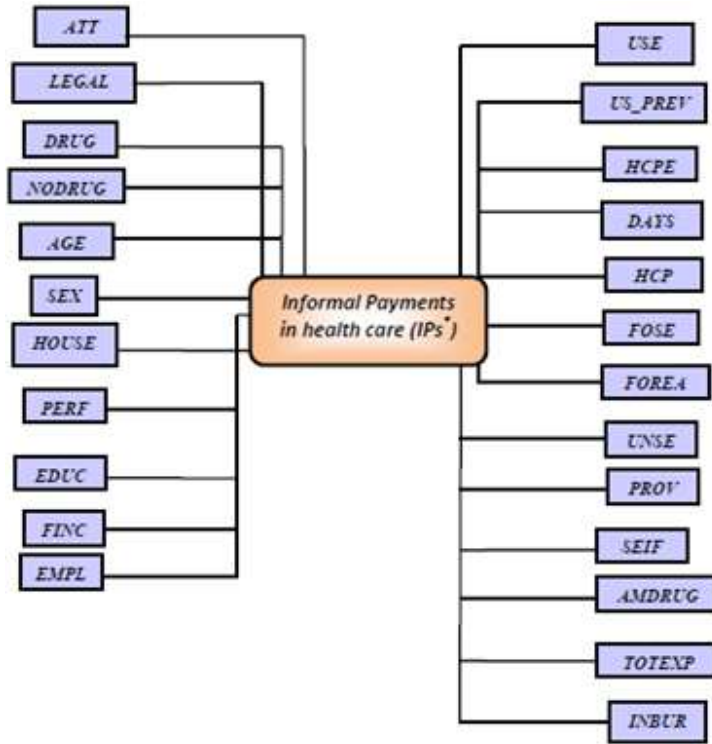 ATT
LEGAL
DRUG
NODRUG
AGE
SEX
HOUSE
PERF
EDUC
FINC
EMPL
Informal Payments
in health care (IPs*)
USE
US_PREV
HCPE
DAYS
HCP
FOSE
FOREA
UNSE
PROV
SEIF
AMDRUG
TOTEXP
INBUR